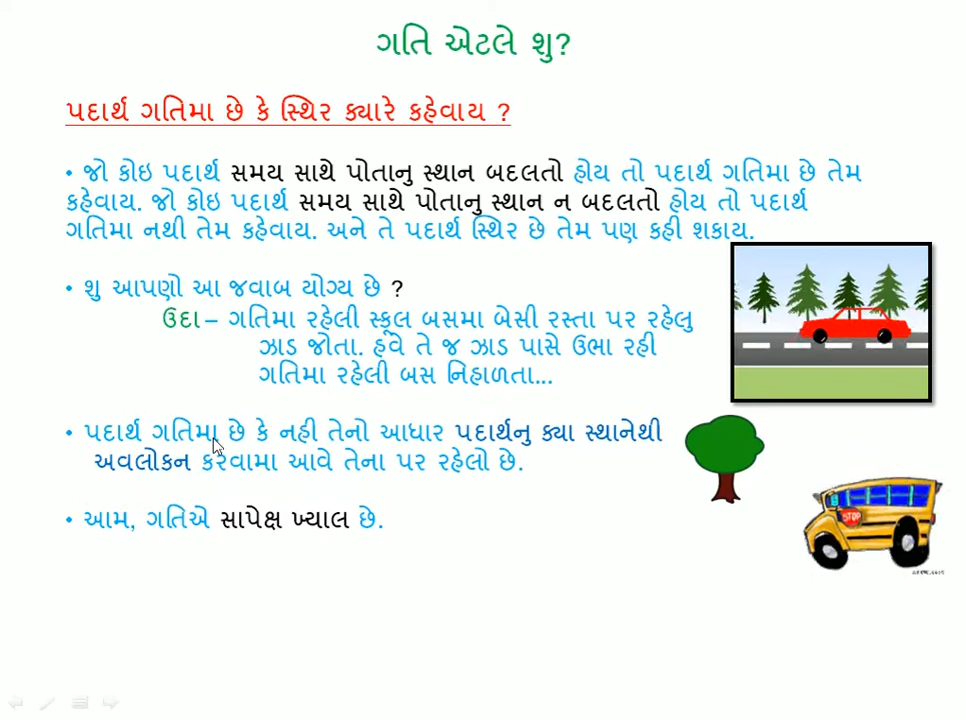 ગતિ એટલે શુ?
પદાર્થ ગતિમા છે કે સ્થિર ક્યારે કહેવાય ?
• જો કોઇ પદાર્થ સમય સાથે પોતાનુ સ્થાન બદલતો હોય તો પદાર્થ ગતિમા છે તેમ
કહેવાય. જો કોઇ પદાર્થ સમય સાથે પોતાનુ સ્થાન ન બદલતો હોય તો પદાર્થ
ગતિમા નથી તેમ કહેવાય. અને તે પદાર્થ સ્થિર છે તેમ પણ કહી શકાય.
• શુ આપણો આ જવાબ યોગ્ય છે ?
ઉદા – ગતિમા રહેલી સ્કૂલ બસમા બેસી રસ્તા પર રહેલુ
ઝાડ જોતા. હવે તે જ ઝાડ પાસે ઉભા રહી
ગતિમા રહેલી બસ નિહાળતા...
• પદાર્થ ગતિમા છે કે નહી તેનો આધાર પદાર્થનુ ક્યા સ્થાનેથી
અવલોકન કરવામા આવે તેના પર રહેલો છે.
STOP
• આમ, ગતિએ સાપેક્ષ ખ્યાલ છે.